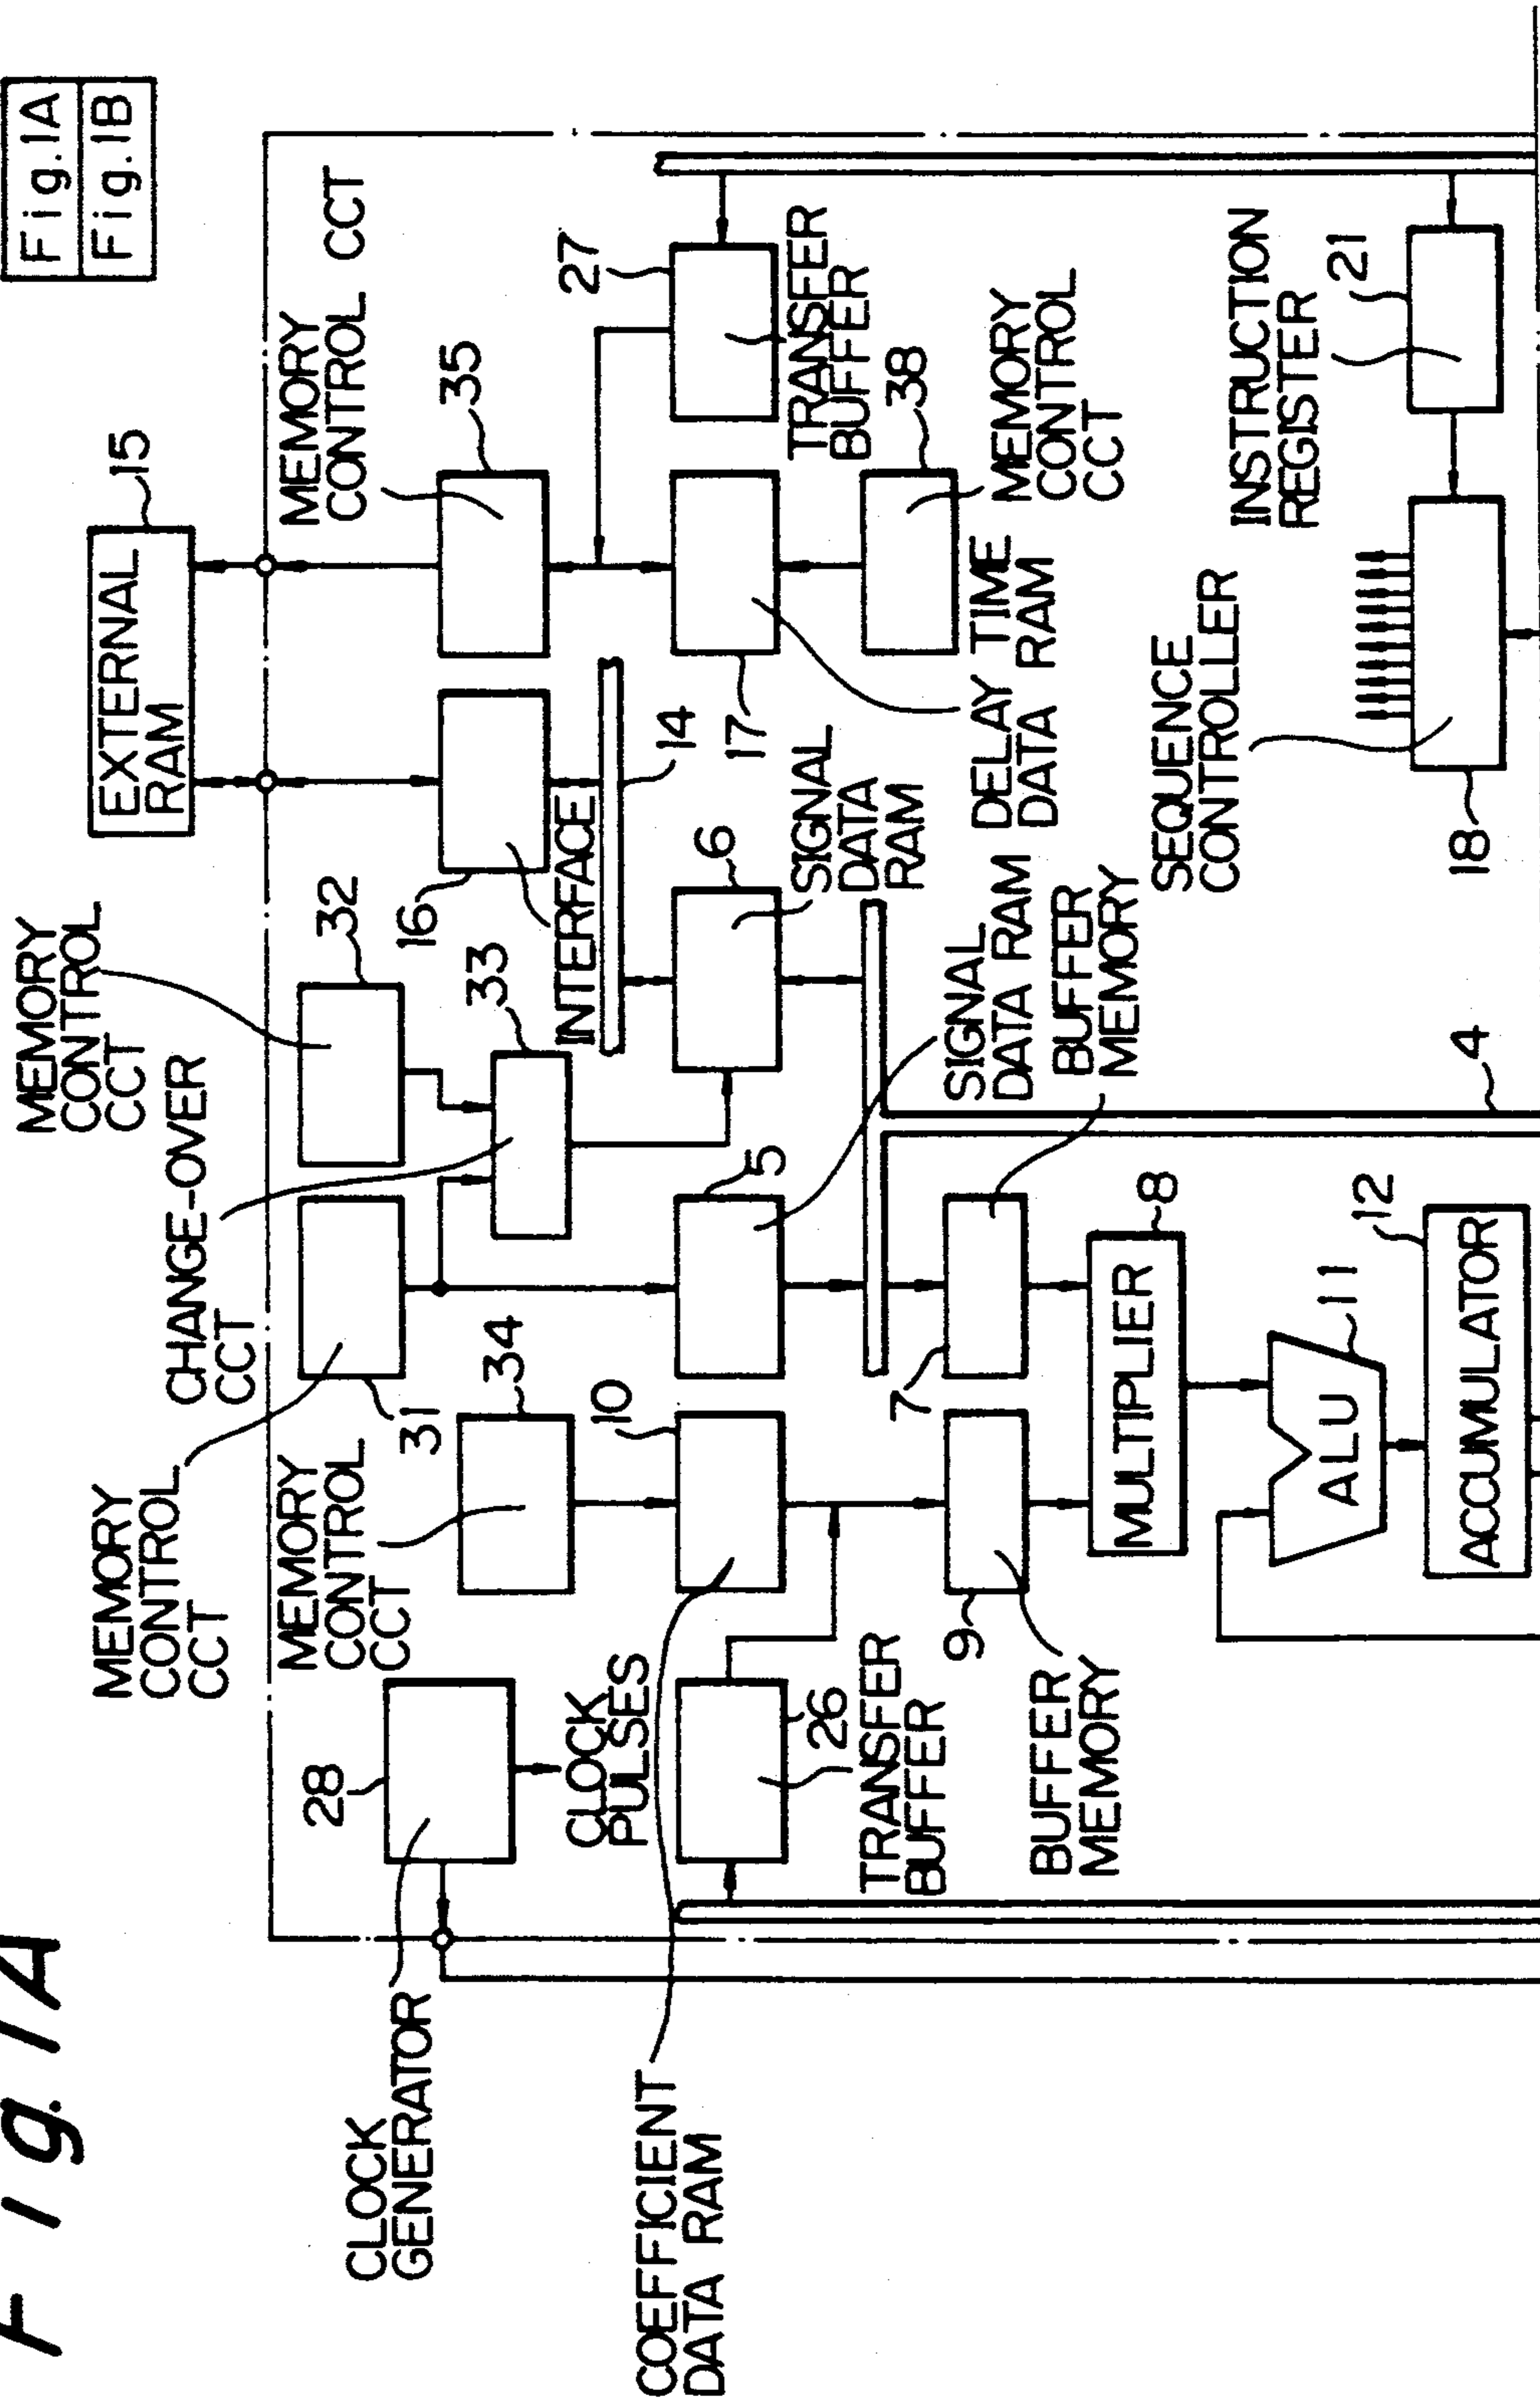 Fig. 1A
Fig. 1A
Fig. 1B
EXTERNAL
RAM
15
MEMORY
CONTROL
CCT
32
CHANGE-OVER
CCT
MEMORY
CONTROL
CCT
31
MEMORY
CONTROL CCT
35
16
INTERFACE
33
34
MEMORY
CONTROL
CCT
28
CLOCK
GENERATOR
CLOCK
PULSES
27
TRANSFER
BUFFER
14
17
6
SIGNAL
DATA
RAM
5
10
26
TRANSFER
BUFFER
COEFFICIENT
DATA RAM
38
MEMORY
CONTROL
CCT
DELAY TIME
DATA RAM
SIGNAL
DATA RAM
BUFFER
MEMORY
7
9
BUFFER
MEMORY
MULTIPLIER
8
INSTRUCTION
REGISTER
21
SEQUENCE
CONTROLLER
18
4
ALU
11
12
ACCUMULATOR